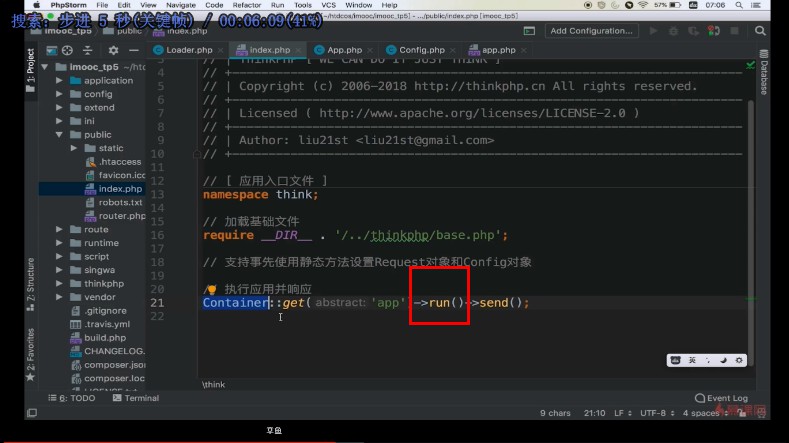 PhpStorm File Edit View Navigate Code Refactor Run Tools VCS Window Help
57% 07:06
搜索: 步进 5 秒(关键帧) / 00:06:09(41%)
imooc_tp5 public index.php
.../public/index.php [imooc_tp5]
Add Configuration...
1: Project
Loader.php index.php App.php Config.php app.php
Database
imooc_tp5
application
config
extend
ini
public
static
.htaccess
favicon.ico
index.php
robots.txt
router.php
route
runtime
script
singwa
thinkphp
vendor
.gitignore
.travis.yml
build.php
CHANGELOG.
composer.json
composer.loc
7: Structure
2: Favorites
3 // | ThinkPHP [ WE CAN DO IT JUST THINK ]
4 // +----------------------------------------------------------------------
5 // | Copyright (c) 2006-2018 http://thinkphp.cn All rights reserved.
6 // +----------------------------------------------------------------------
7 // | Licensed ( http://www.apache.org/licenses/LICENSE-2.0 )
8 // +----------------------------------------------------------------------
9 // | Author: liu21st <liu21st@gmail.com>
10 // +----------------------------------------------------------------------
11
12 // [ 应用入口文件 ]
13 namespace think;
14
15 // 加载基础文件
16 require __DIR__ . '/../thinkphp/base.php';
17
18 // 支持事先使用静态方法设置Request对象和Config对象
19
20 // 执行应用并响应
21 Container::get( abstract: 'app')->run()->send();
22
英
\think
6: TODO Terminal Event Log
9 chars 21:10 LF UTF-8 4 spaces